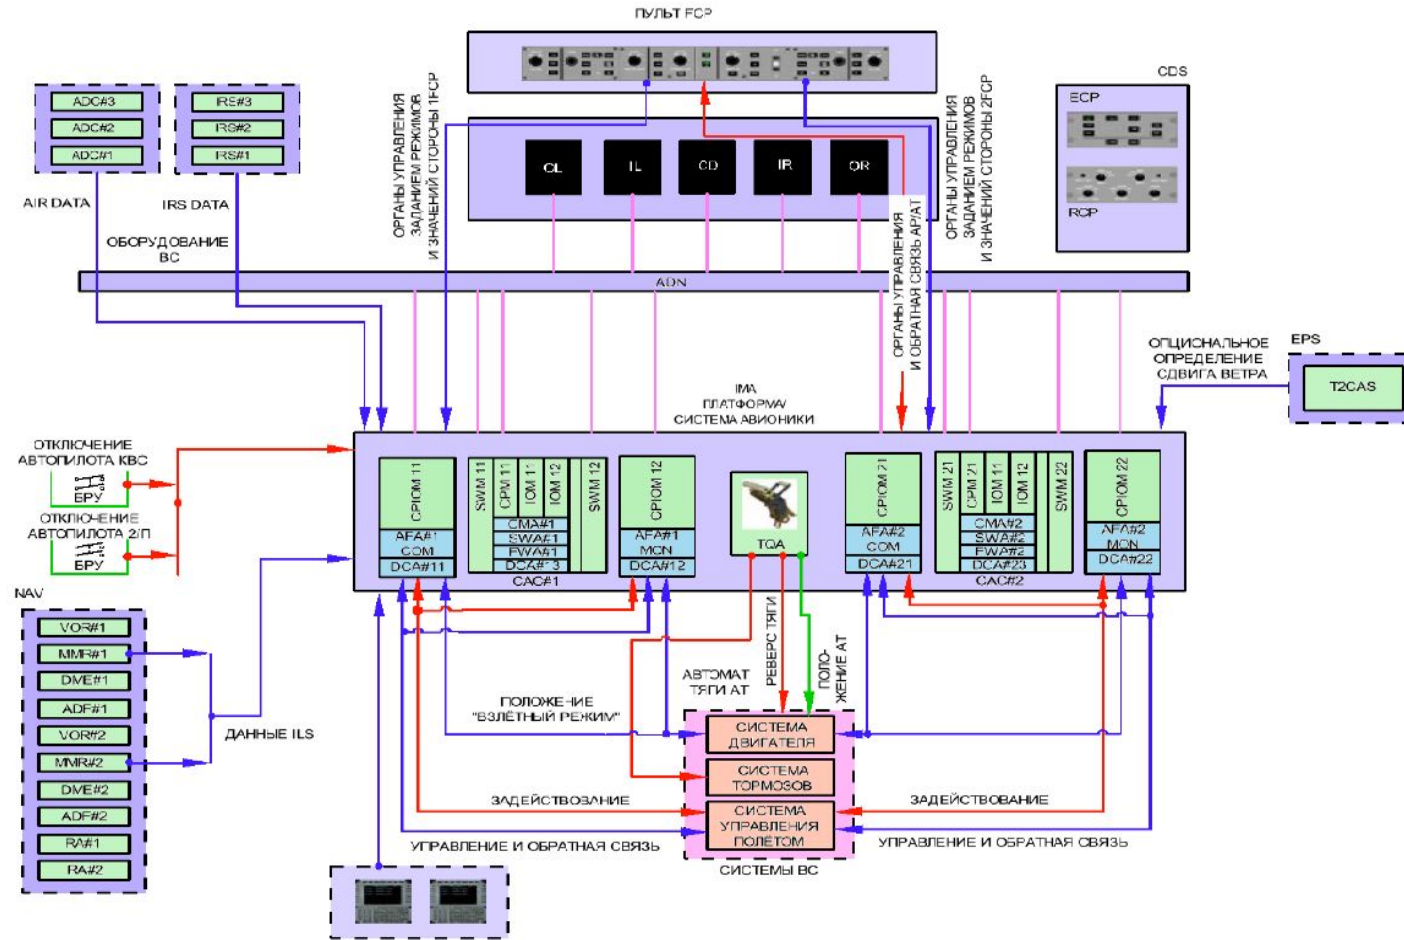 ПУЛЬТ FCP
ADC#3
ADC#2
ADC#1
AIR DATA
IRS#3
IRS#2
IRS#1
IRS DATA
ОБОРУДОВАНИЕ
ВС
ОРГАНЫ УПРАВЛЕНИЯ
ЗАДАНИЕМ РЕЖИМОВ
И ЗНАЧЕНИЙ СТОРОНЫ 1FCP
OL
IL
CD
IR
OR
ОРГАНЫ УПРАВЛЕНИЯ
И ОБРАТНАЯ СВЯЗЬ АР/АТ
ОРГАНЫ УПРАВЛЕНИЯ
ЗАДАНИЕМ РЕЖИМОВ
И ЗНАЧЕНИЙ СТОРОНЫ 2FCP
CDS
ECP
RCP
ADN
IMA
ПЛАТФОРМА/
СИСТЕМА АВИОНИКИ
ОПЦИОНАЛЬНОЕ
ОПРЕДЕЛЕНИЕ
СДВИГА ВЕТРА
EPS
T2CAS
ОТКЛЮЧЕНИЕ
АВТОПИЛОТА КВС
БРУ
ОТКЛЮЧЕНИЕ
АВТОПИЛОТА 2/П
БРУ
CPIOM 11
AFA#1
COM
DCA#11
SWM 11
CPM 11
IOM 11
IOM 12
SWM 12
CMA#1
SWA#1
FWA#1
DCA#13
CAC#1
CPIOM 12
AFA#1
MON
DCA#12
TQA
CPIOM 21
AFA#2
COM
DCA#21
SWM 21
CPM 21
IOM 11
IOM 12
SWM 22
CMA#2
SWA#2
FWA#2
DCA#23
CAC#2
CPIOM 22
AFA#2
MON
DCA#22
NAV
VOR#1
MMR#1
DME#1
ADF#1
VOR#2
MMR#2
DME#2
ADF#2
RA#1
RA#2
ДАННЫЕ ILS
ПОЛОЖЕНИЕ
"ВЗЛЁТНЫЙ РЕЖИМ"
АВТОМАТ
ТЯГИ АТ
РЕВЕРС ТЯГИ
ПОЛО-
ЖЕНИЕ АТ
СИСТЕМА
ДВИГАТЕЛЯ
СИСТЕМА
ТОРМОЗОВ
СИСТЕМА
УПРАВЛЕНИЯ
ПОЛЁТОМ
СИСТЕМЫ ВС
ЗАДЕЙСТВОВАНИЕ
УПРАВЛЕНИЕ И ОБРАТНАЯ СВЯЗЬ
ЗАДЕЙСТВОВАНИЕ
УПРАВЛЕНИЕ И ОБРАТНАЯ СВЯЗЬ